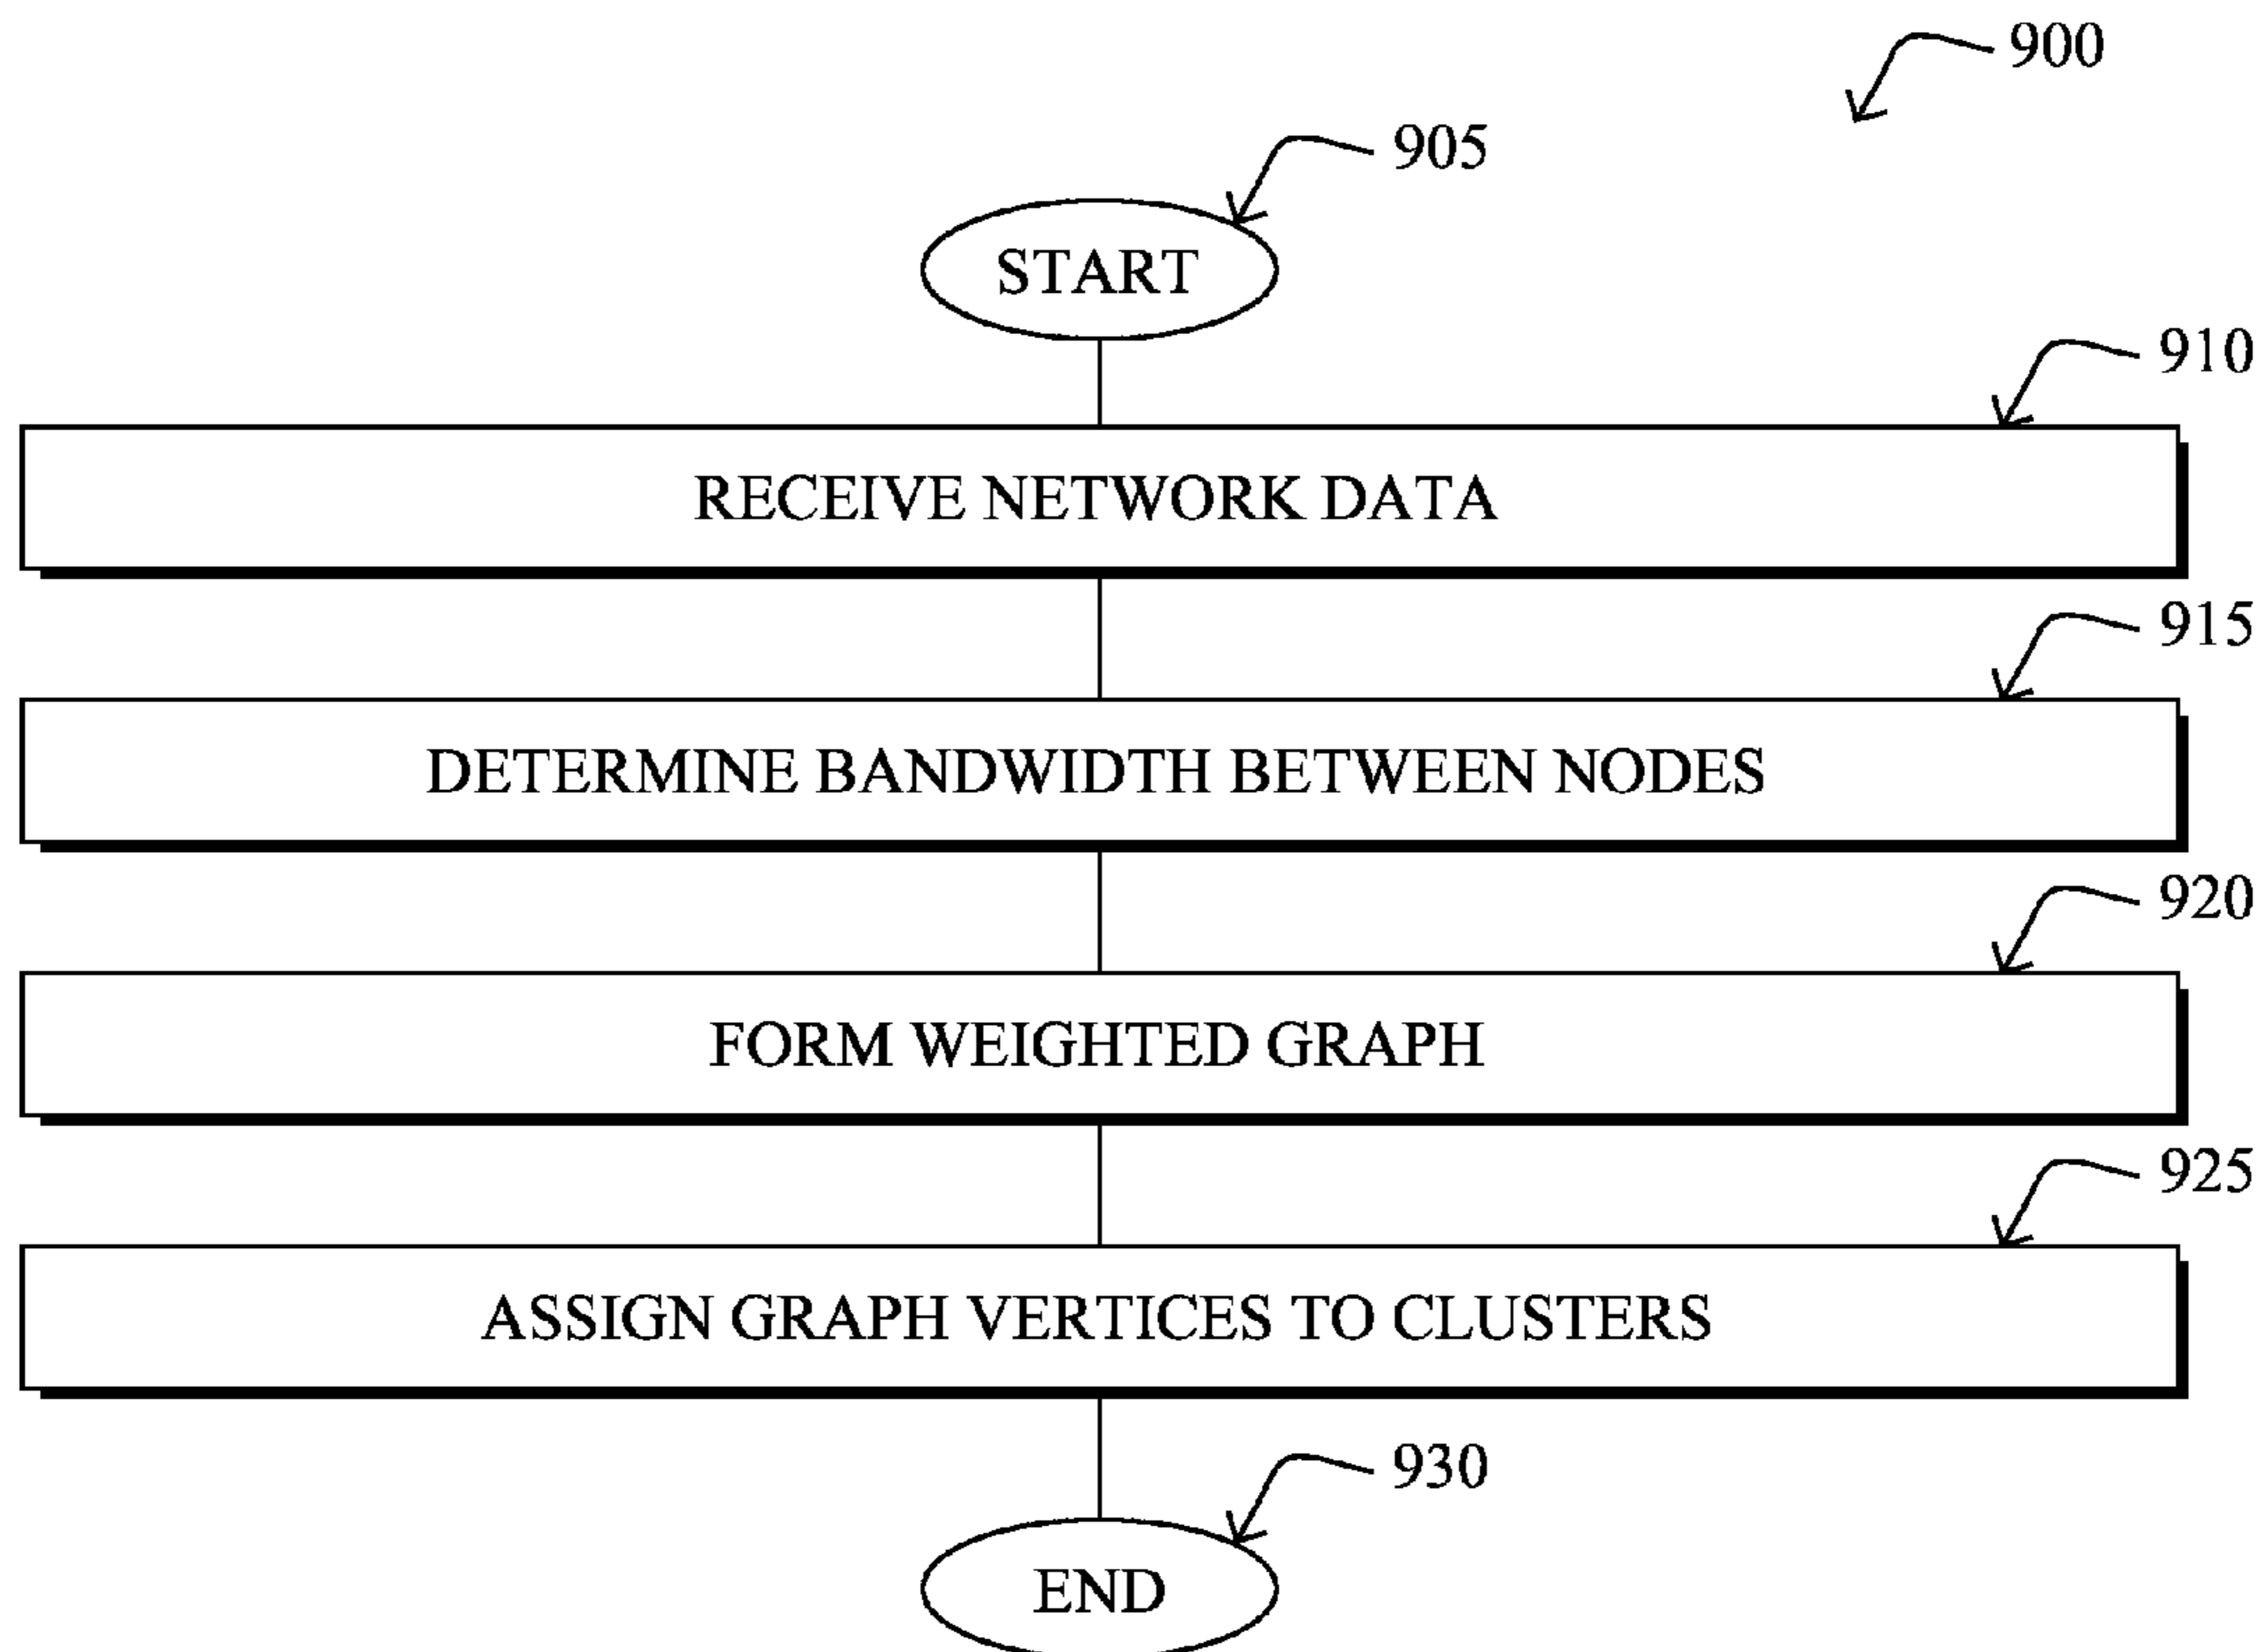 900
905
START
910
RECEIVE NETWORK DATA
915
DETERMINE BANDWIDTH BETWEEN NODES
920
FORM WEIGHTED GRAPH
925
ASSIGN GRAPH VERTICES TO CLUSTERS
930
END